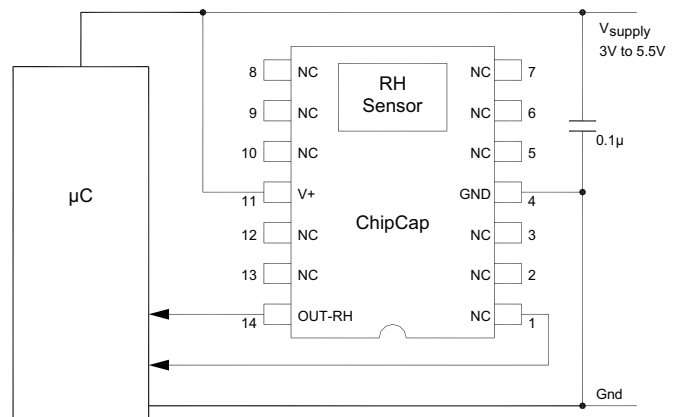 Vsupply
3V to 5.5V
8 NC
RH
Sensor
NC 7
9 NC
NC 6
10 NC
NC 5
0.1µ
µC
11 V+
GND 4
ChipCap
12 NC
NC 3
13 NC
NC 2
14 OUT-RH
NC 1
Gnd